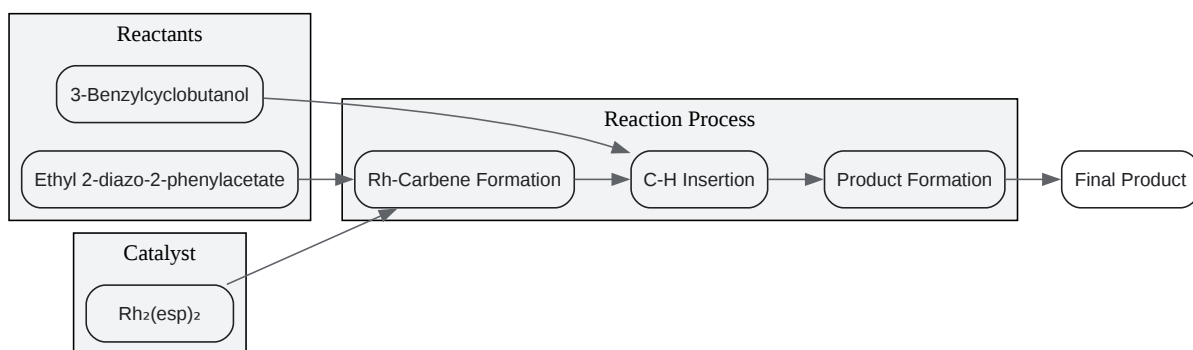 Reactants
3-Benzylcyclobutanol
Ethyl 2-diazo-2-phenylacetate
Catalyst
Rh₂(esp)₂
Reaction Process
Rh-Carbene Formation
C-H Insertion
Product Formation
Final Product